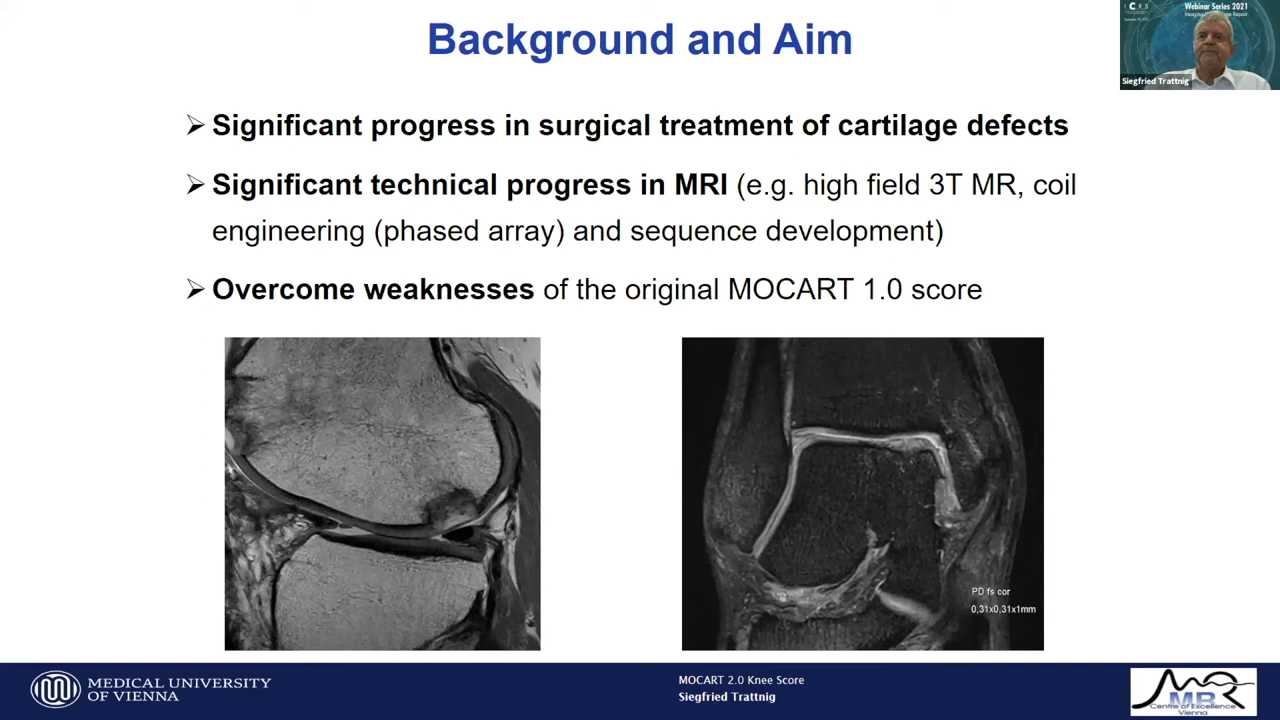 Background and Aim
ICRS
Webinar Series 2021
Siegfried Trattnig
Significant progress in surgical treatment of cartilage defects
Significant technical progress in MRI (e.g. high field 3T MR, coil
engineering (phased array) and sequence development)
Overcome weaknesses of the original MOCART 1.0 score
PD fs cor
0,31x0,31x1mm
MEDICAL UNIVERSITY
OF VIENNA
MOCART 2.0 Knee Score
Siegfried Trattnig
MR
Centre of Excellence
Vienna